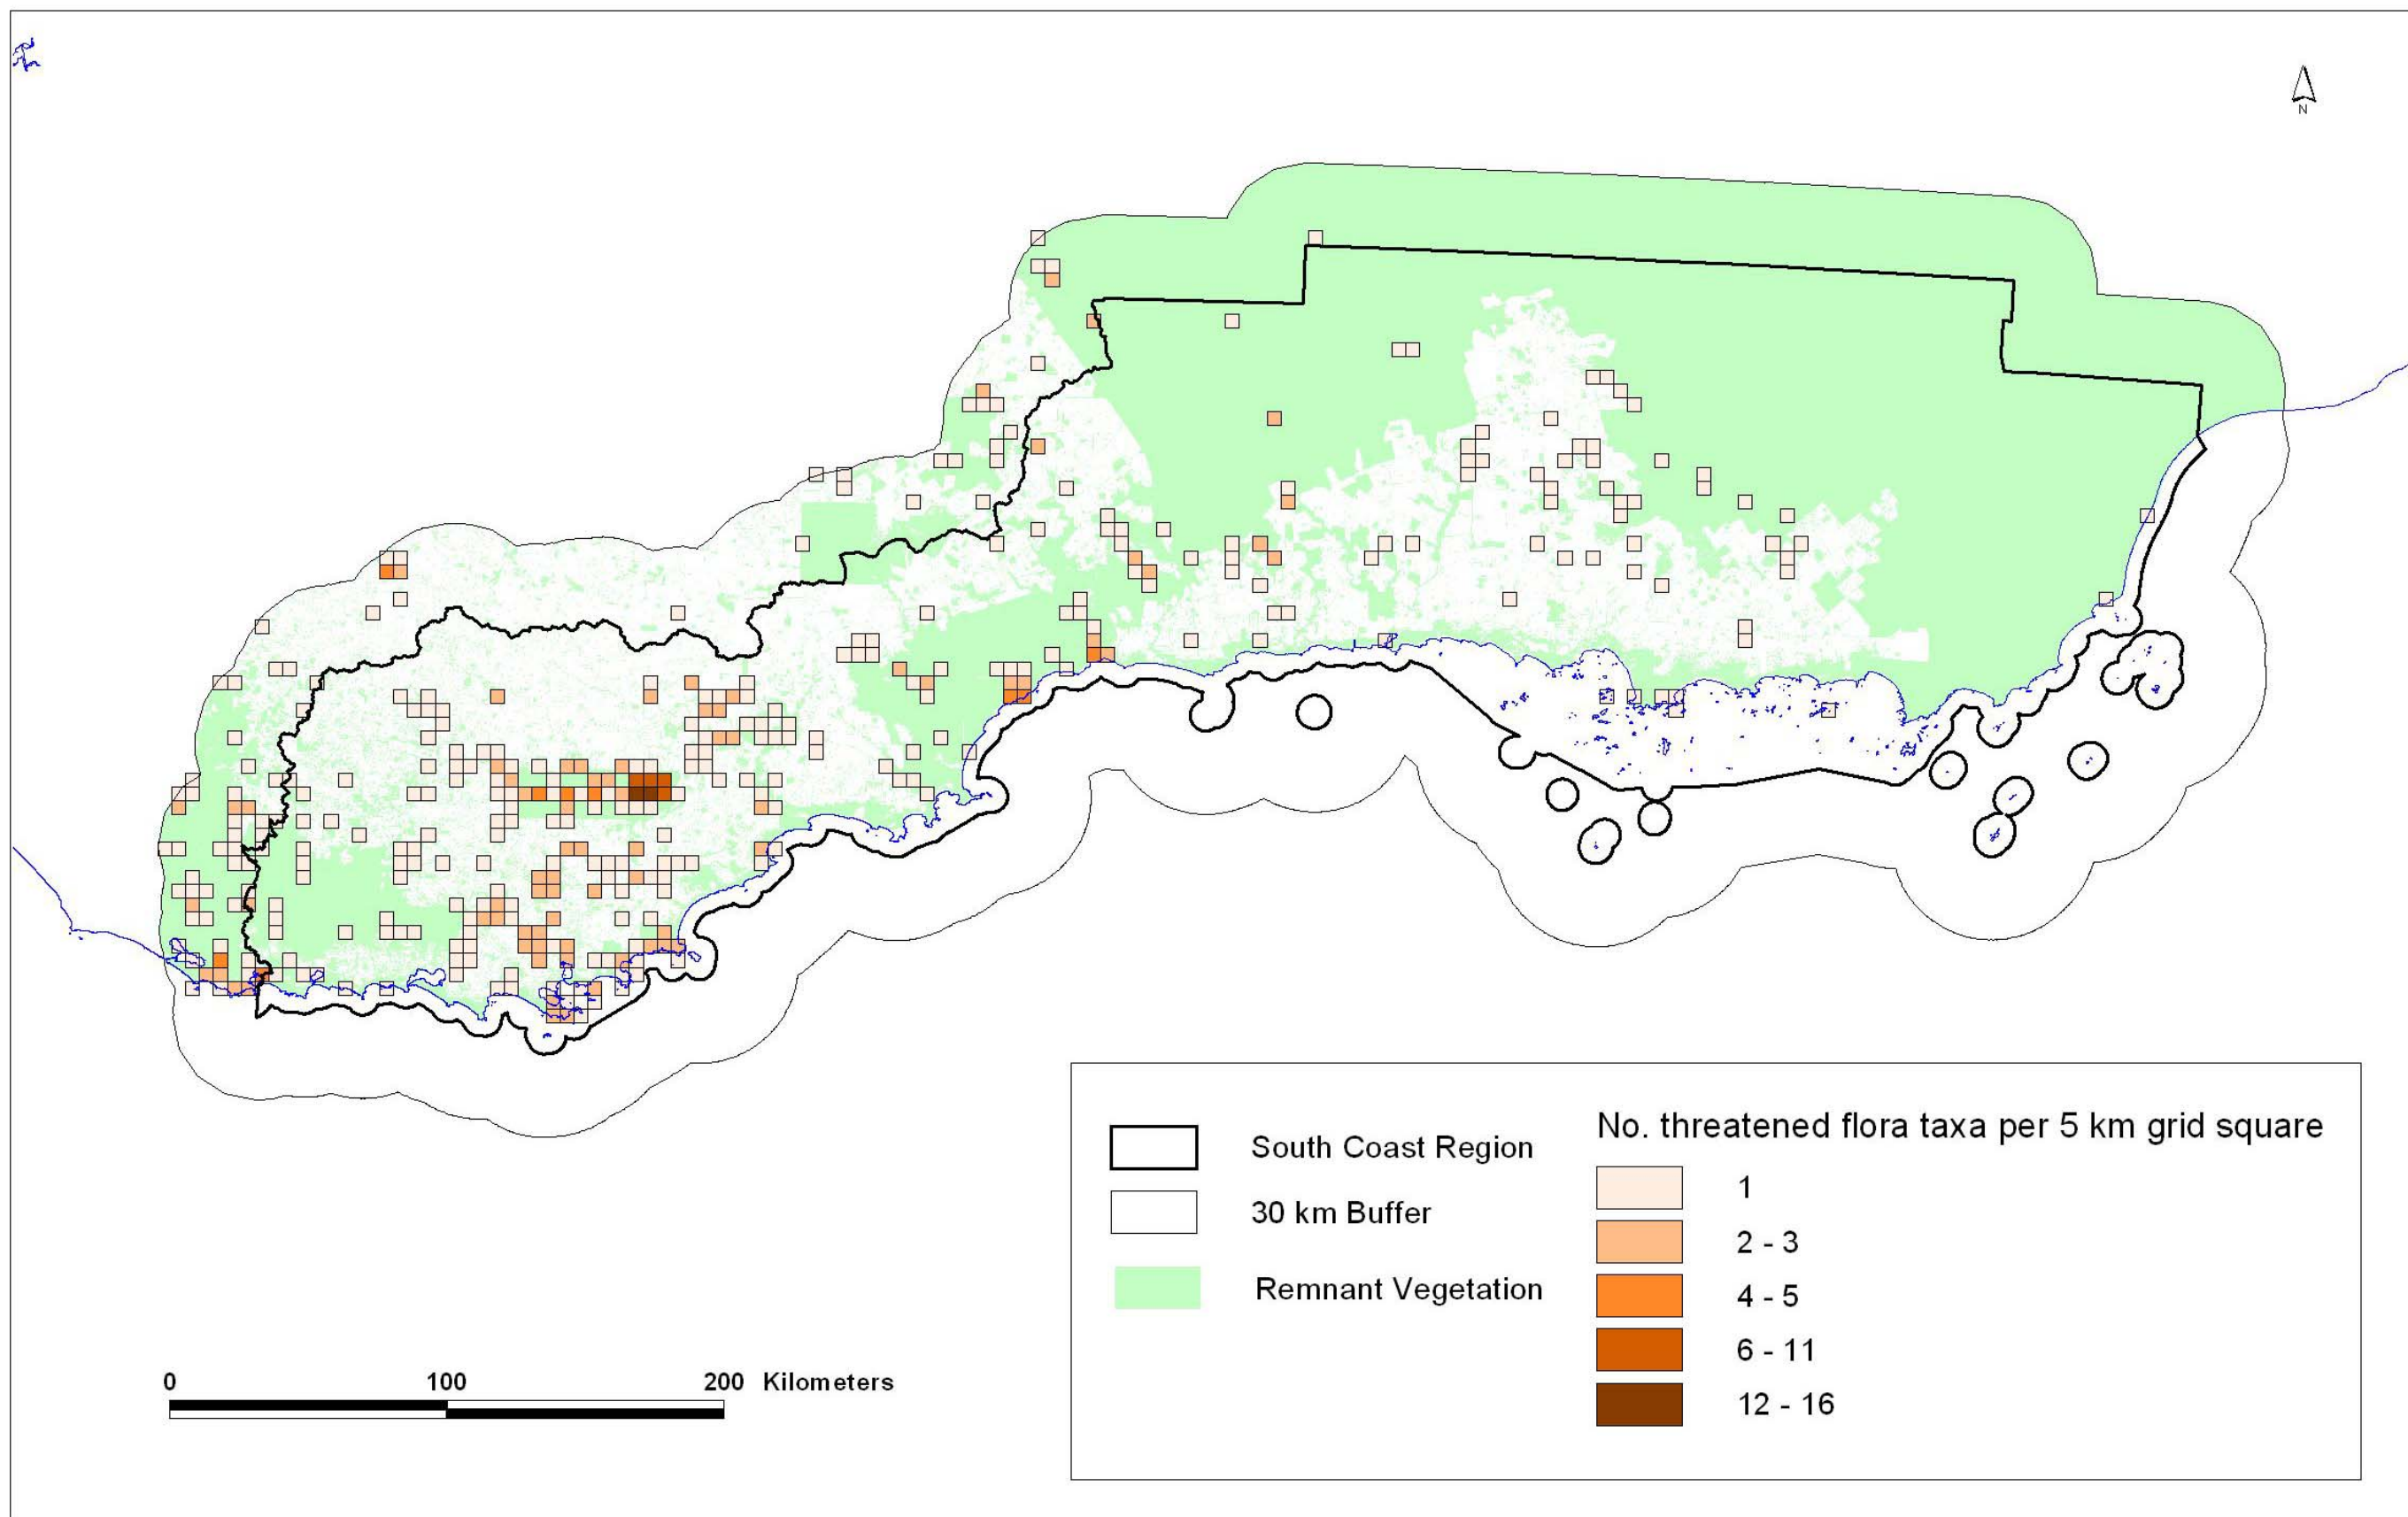 N
South Coast Region
30 km Buffer
Remnant Vegetation
No. threatened flora taxa per 5 km grid square
1
2 - 3
4 - 5
6 - 11
12 - 16
0 100 200 Kilometers